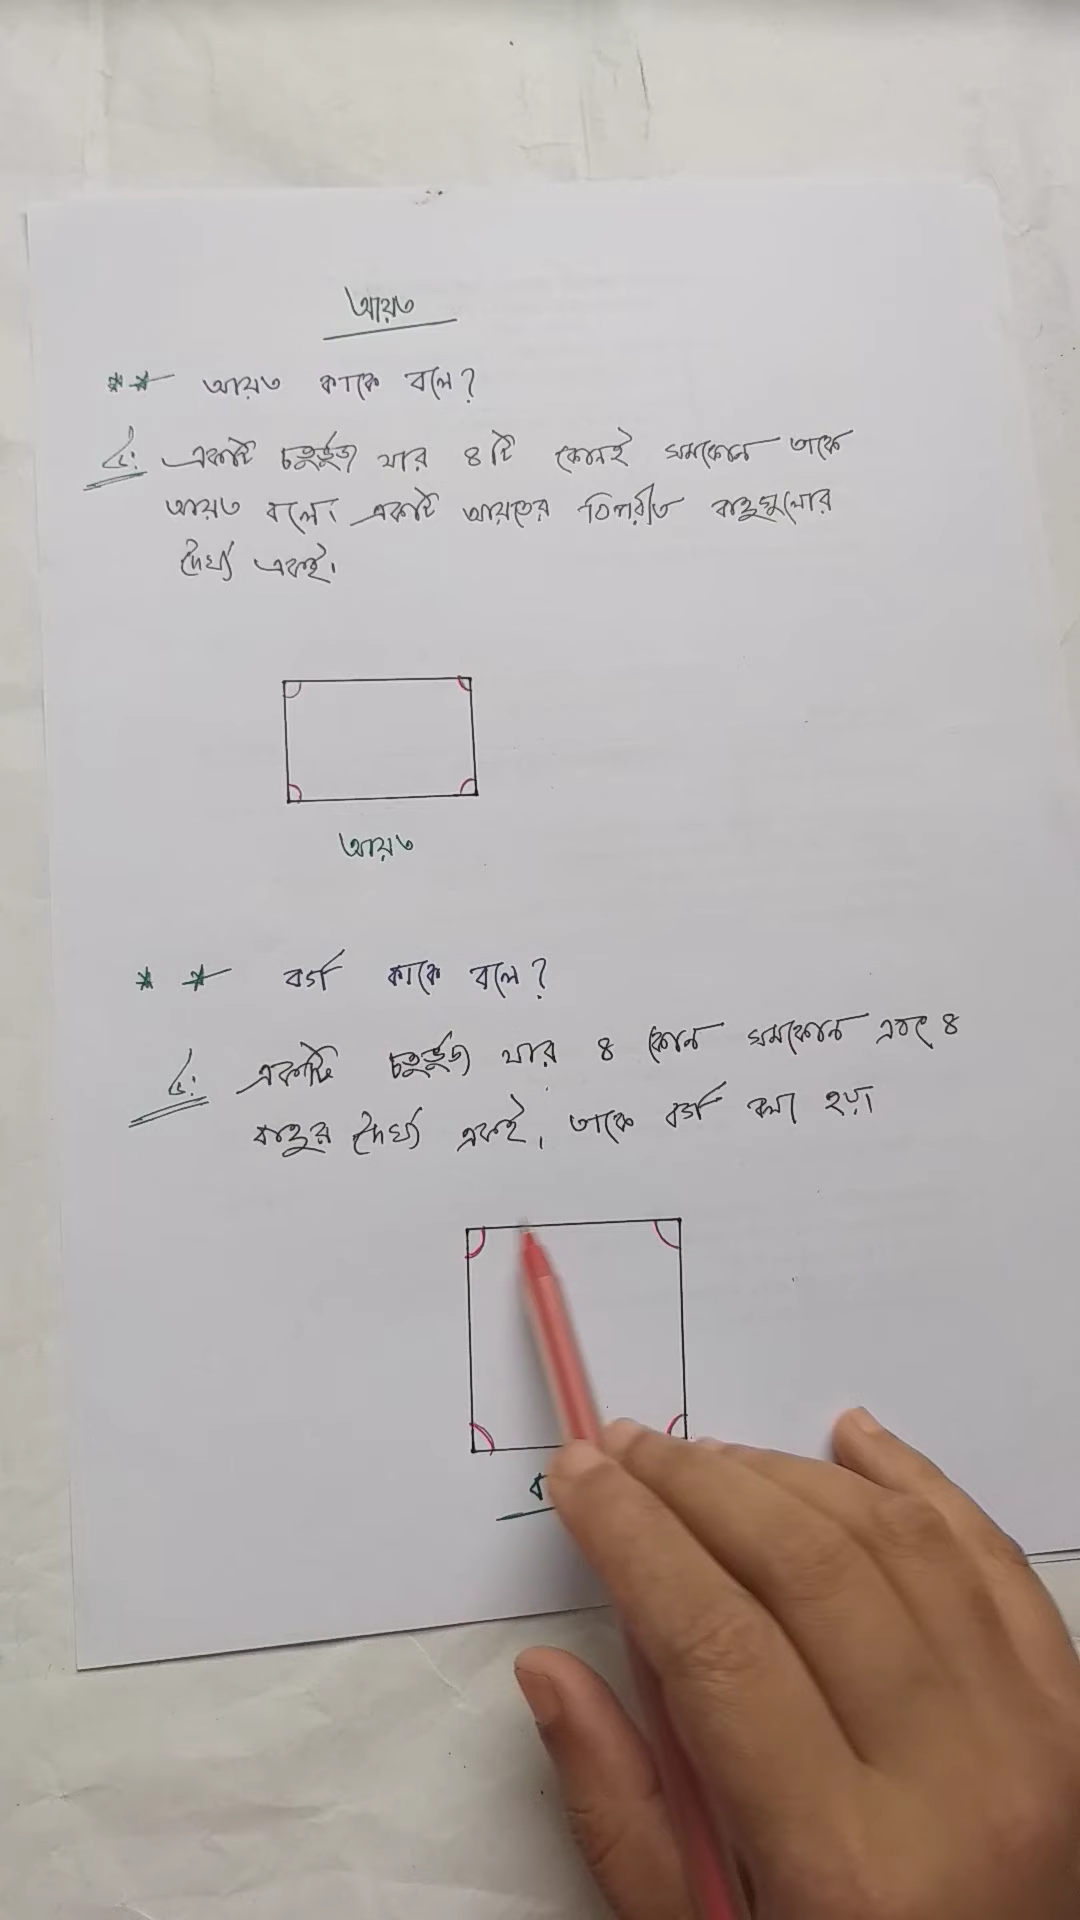 আয়ত
** আয়ত কাকে বলে?
উঃ একটি চতুর্ভুজ যার ৪টি কোনই সমকোন তাকে
আয়ত বলে। একটি আয়তের বিপরীত বাহুগুলোর
দৈর্ঘ্য একই।
আয়ত
** বর্গ কাকে বলে?
উঃ একটি চতুর্ভুজ যার ৪ কোন সমকোন এবং ৪
বাহুর দৈর্ঘ্য একই, তাকে বর্গ বলা হয়।
ব